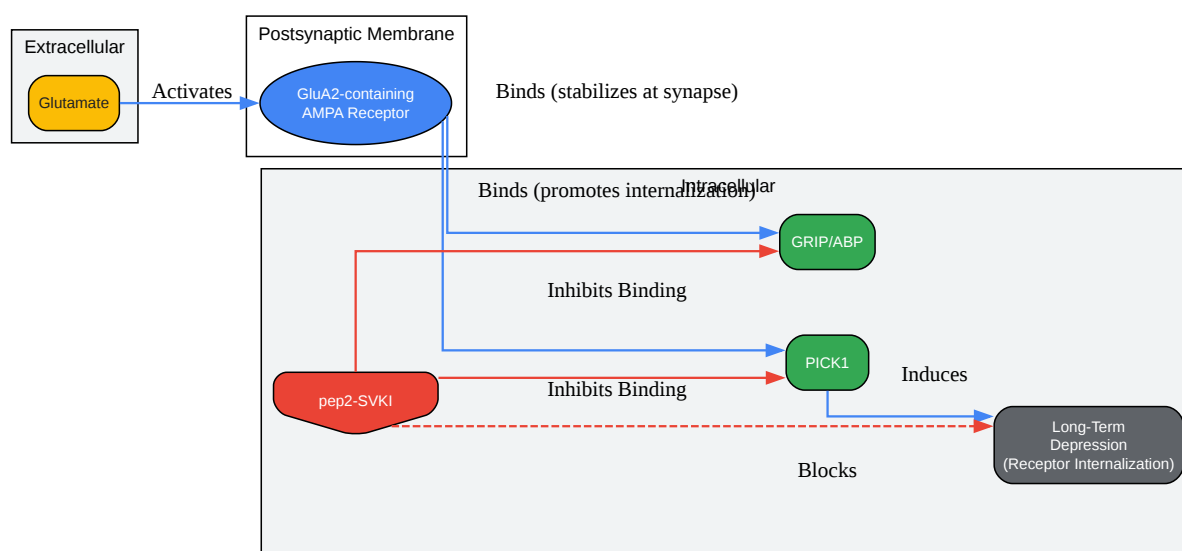 Postsynaptic Membrane
Extracellular
Glutamate
Activates
GluA2-containing
AMPA Receptor
Binds (stabilizes at synapse)
Intracellular
Binds (promotes internalization)
GRIP/ABP
Inhibits Binding
PICK1
Induces
Inhibits Binding
pep2-SVKI
Long-Term
Depression
(Receptor Internalization)
Blocks